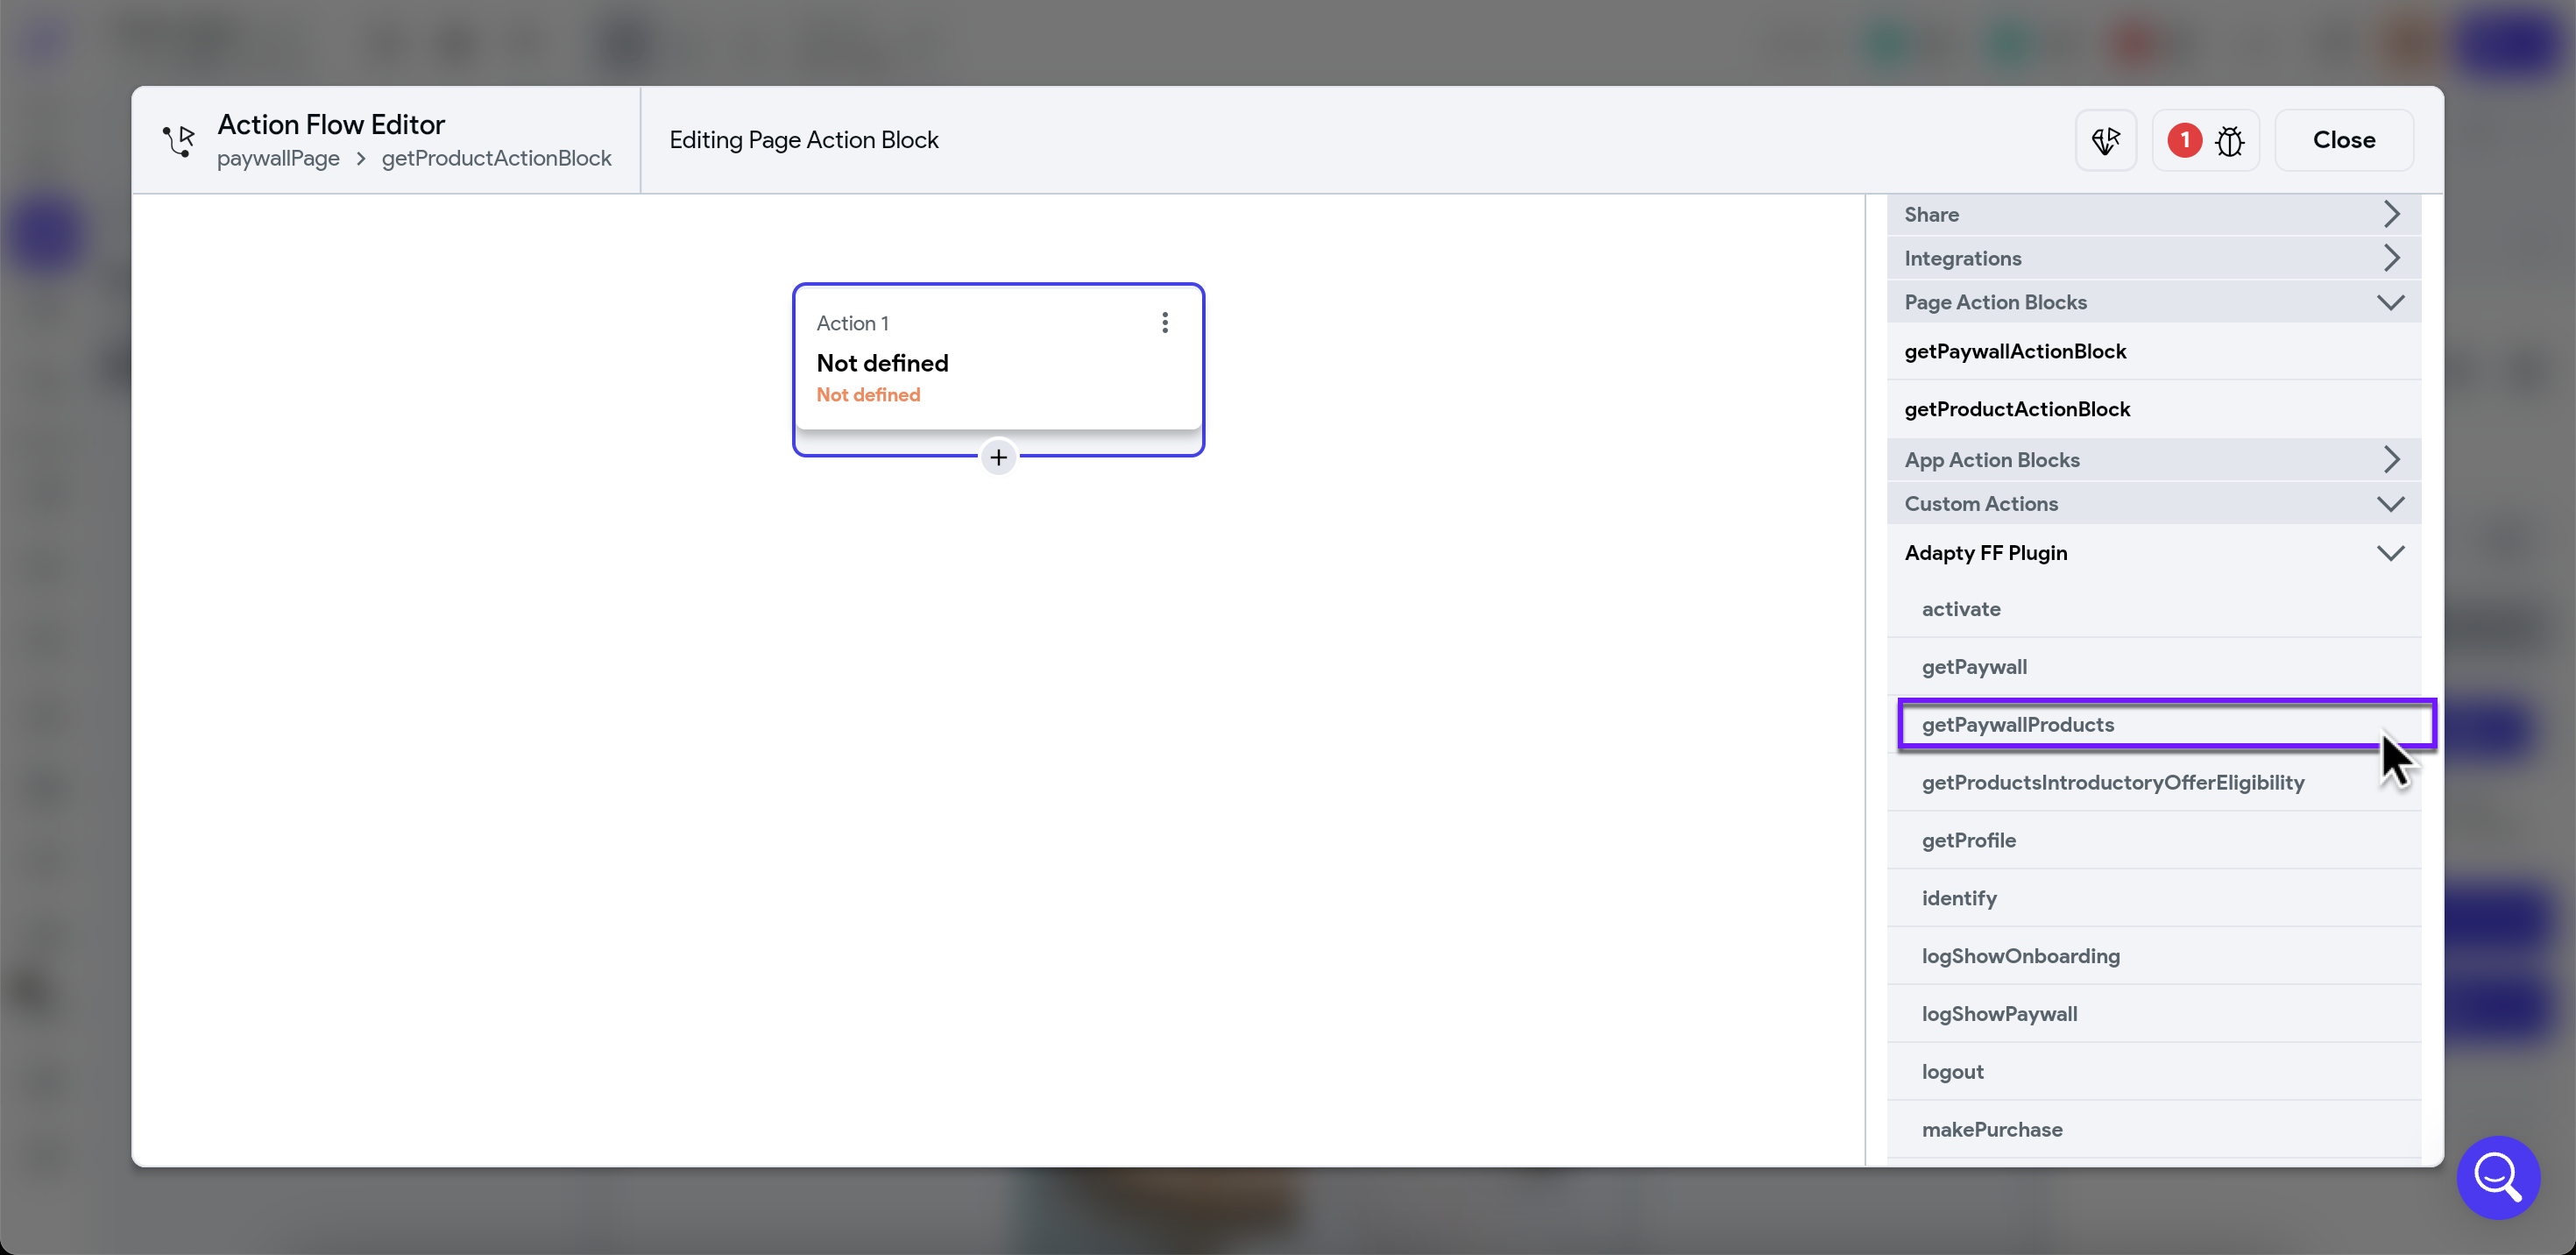 Action Flow Editor
paywallPage > getProductActionBlock
Editing Page Action Block
1
Close
Action 1
Not defined
Not defined
Share
Integrations
Page Action Blocks
getPaywallActionBlock
getProductActionBlock
App Action Blocks
Custom Actions
Adapty FF Plugin
activate
getPaywall
getPaywallProducts
getProductsIntroductoryOfferEligibility
getProfile
identify
logShowOnboarding
logShowPaywall
logout
makePurchase